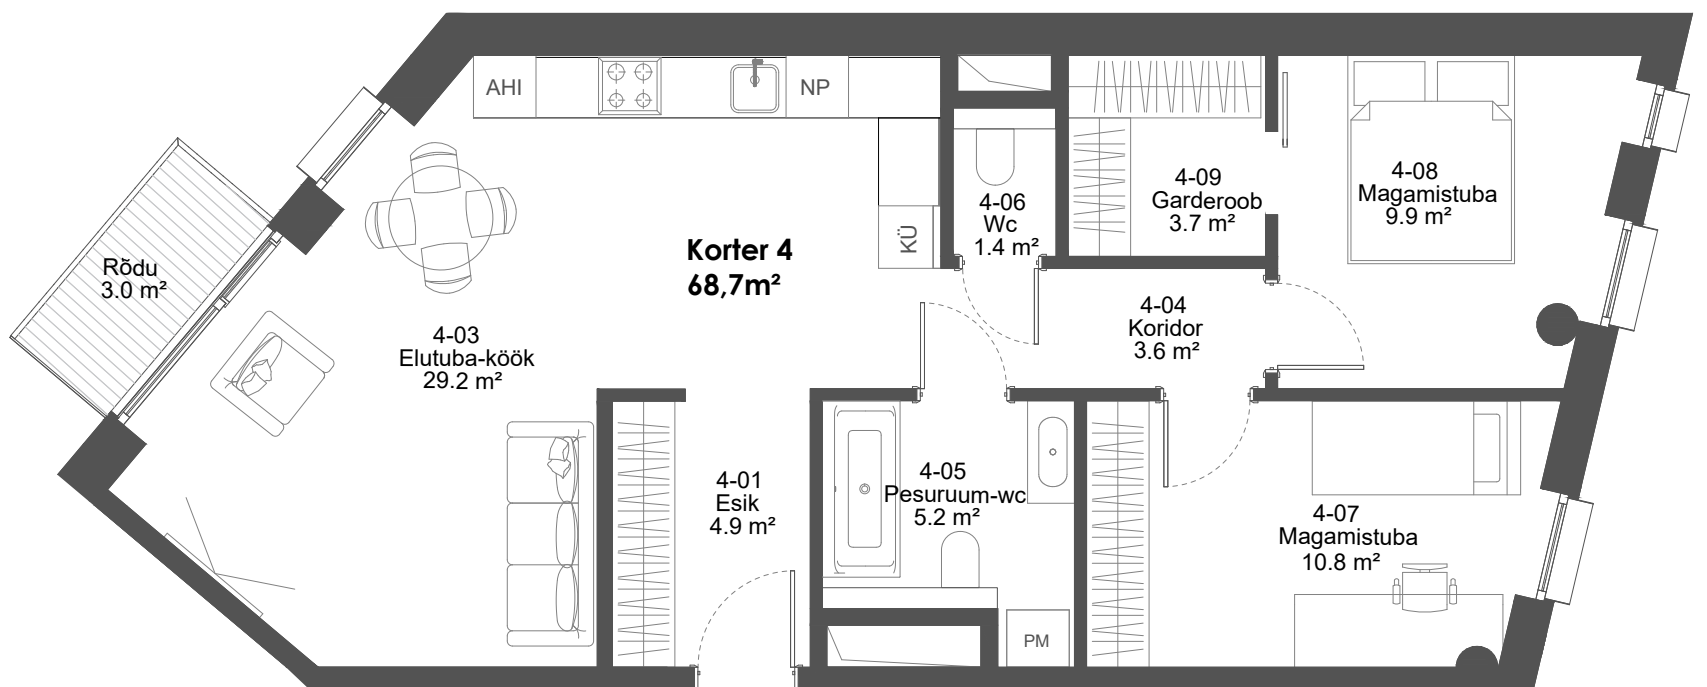 AHI
NP
KÜ
Korter 4
68,7m²
Rõdu
3.0 m²
4-03
Elutuba-köök
29.2 m²
4-06
Wc
1.4 m²
4-09
Garderoob
3.7 m²
4-08
Magamistuba
9.9 m²
4-04
Koridor
3.6 m²
4-01
Esik
4.9 m²
4-05
Pesuruum-wc
5.2 m²
4-07
Magamistuba
10.8 m²
PM